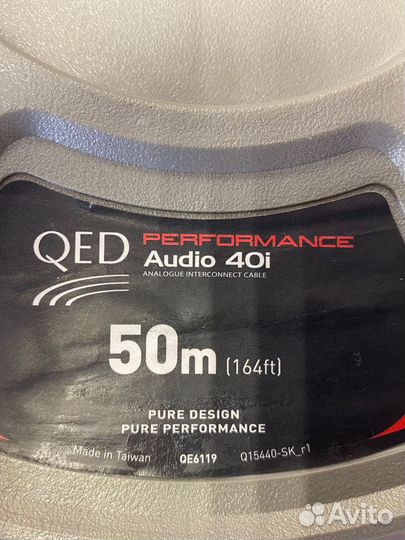 QED
PERFORMANCE
Audio 40i
ANALOGUE INTERCONNECT CABLE
50m (164ft)
PURE DESIGN
PURE PERFORMANCE
Made in Taiwan QE6119 Q15440-SK_r1
Avito